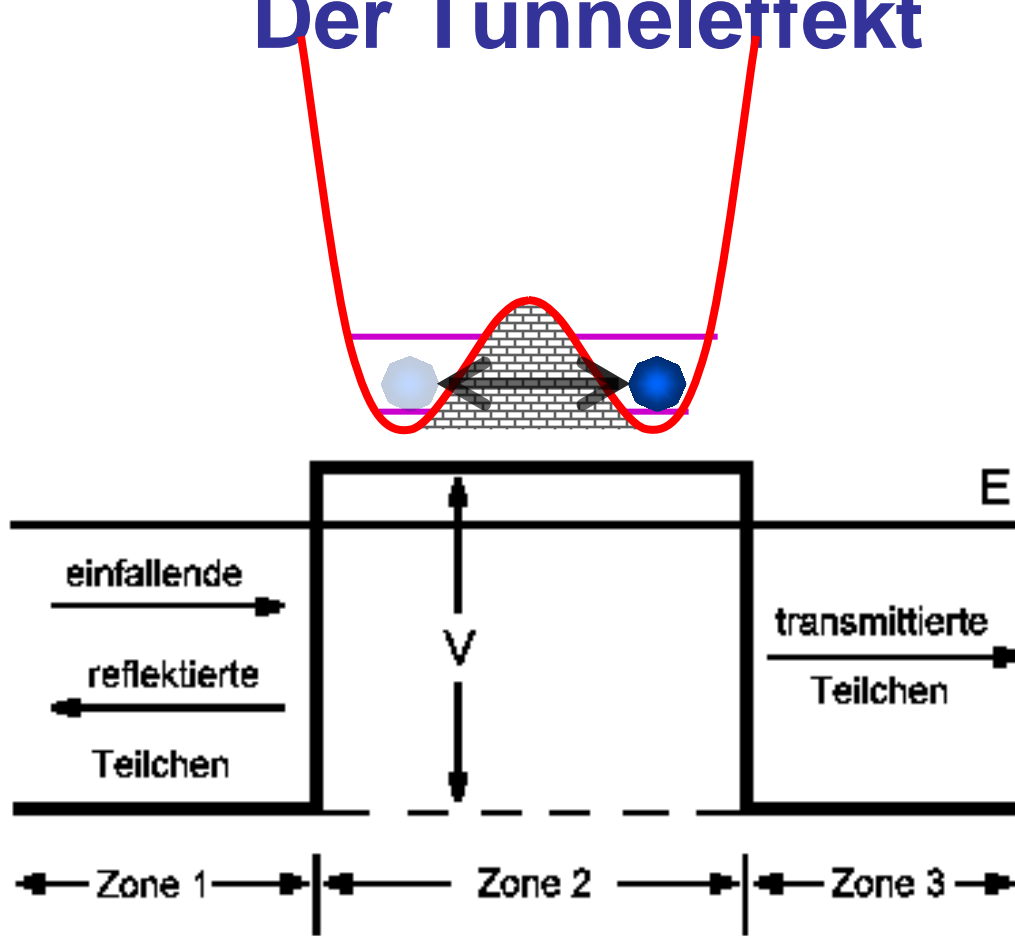 Der Tunneleffekt
E
einfallende
reflektierte
Teilchen
V
transmittierte
Teilchen
Zone 1
Zone 2
Zone 3